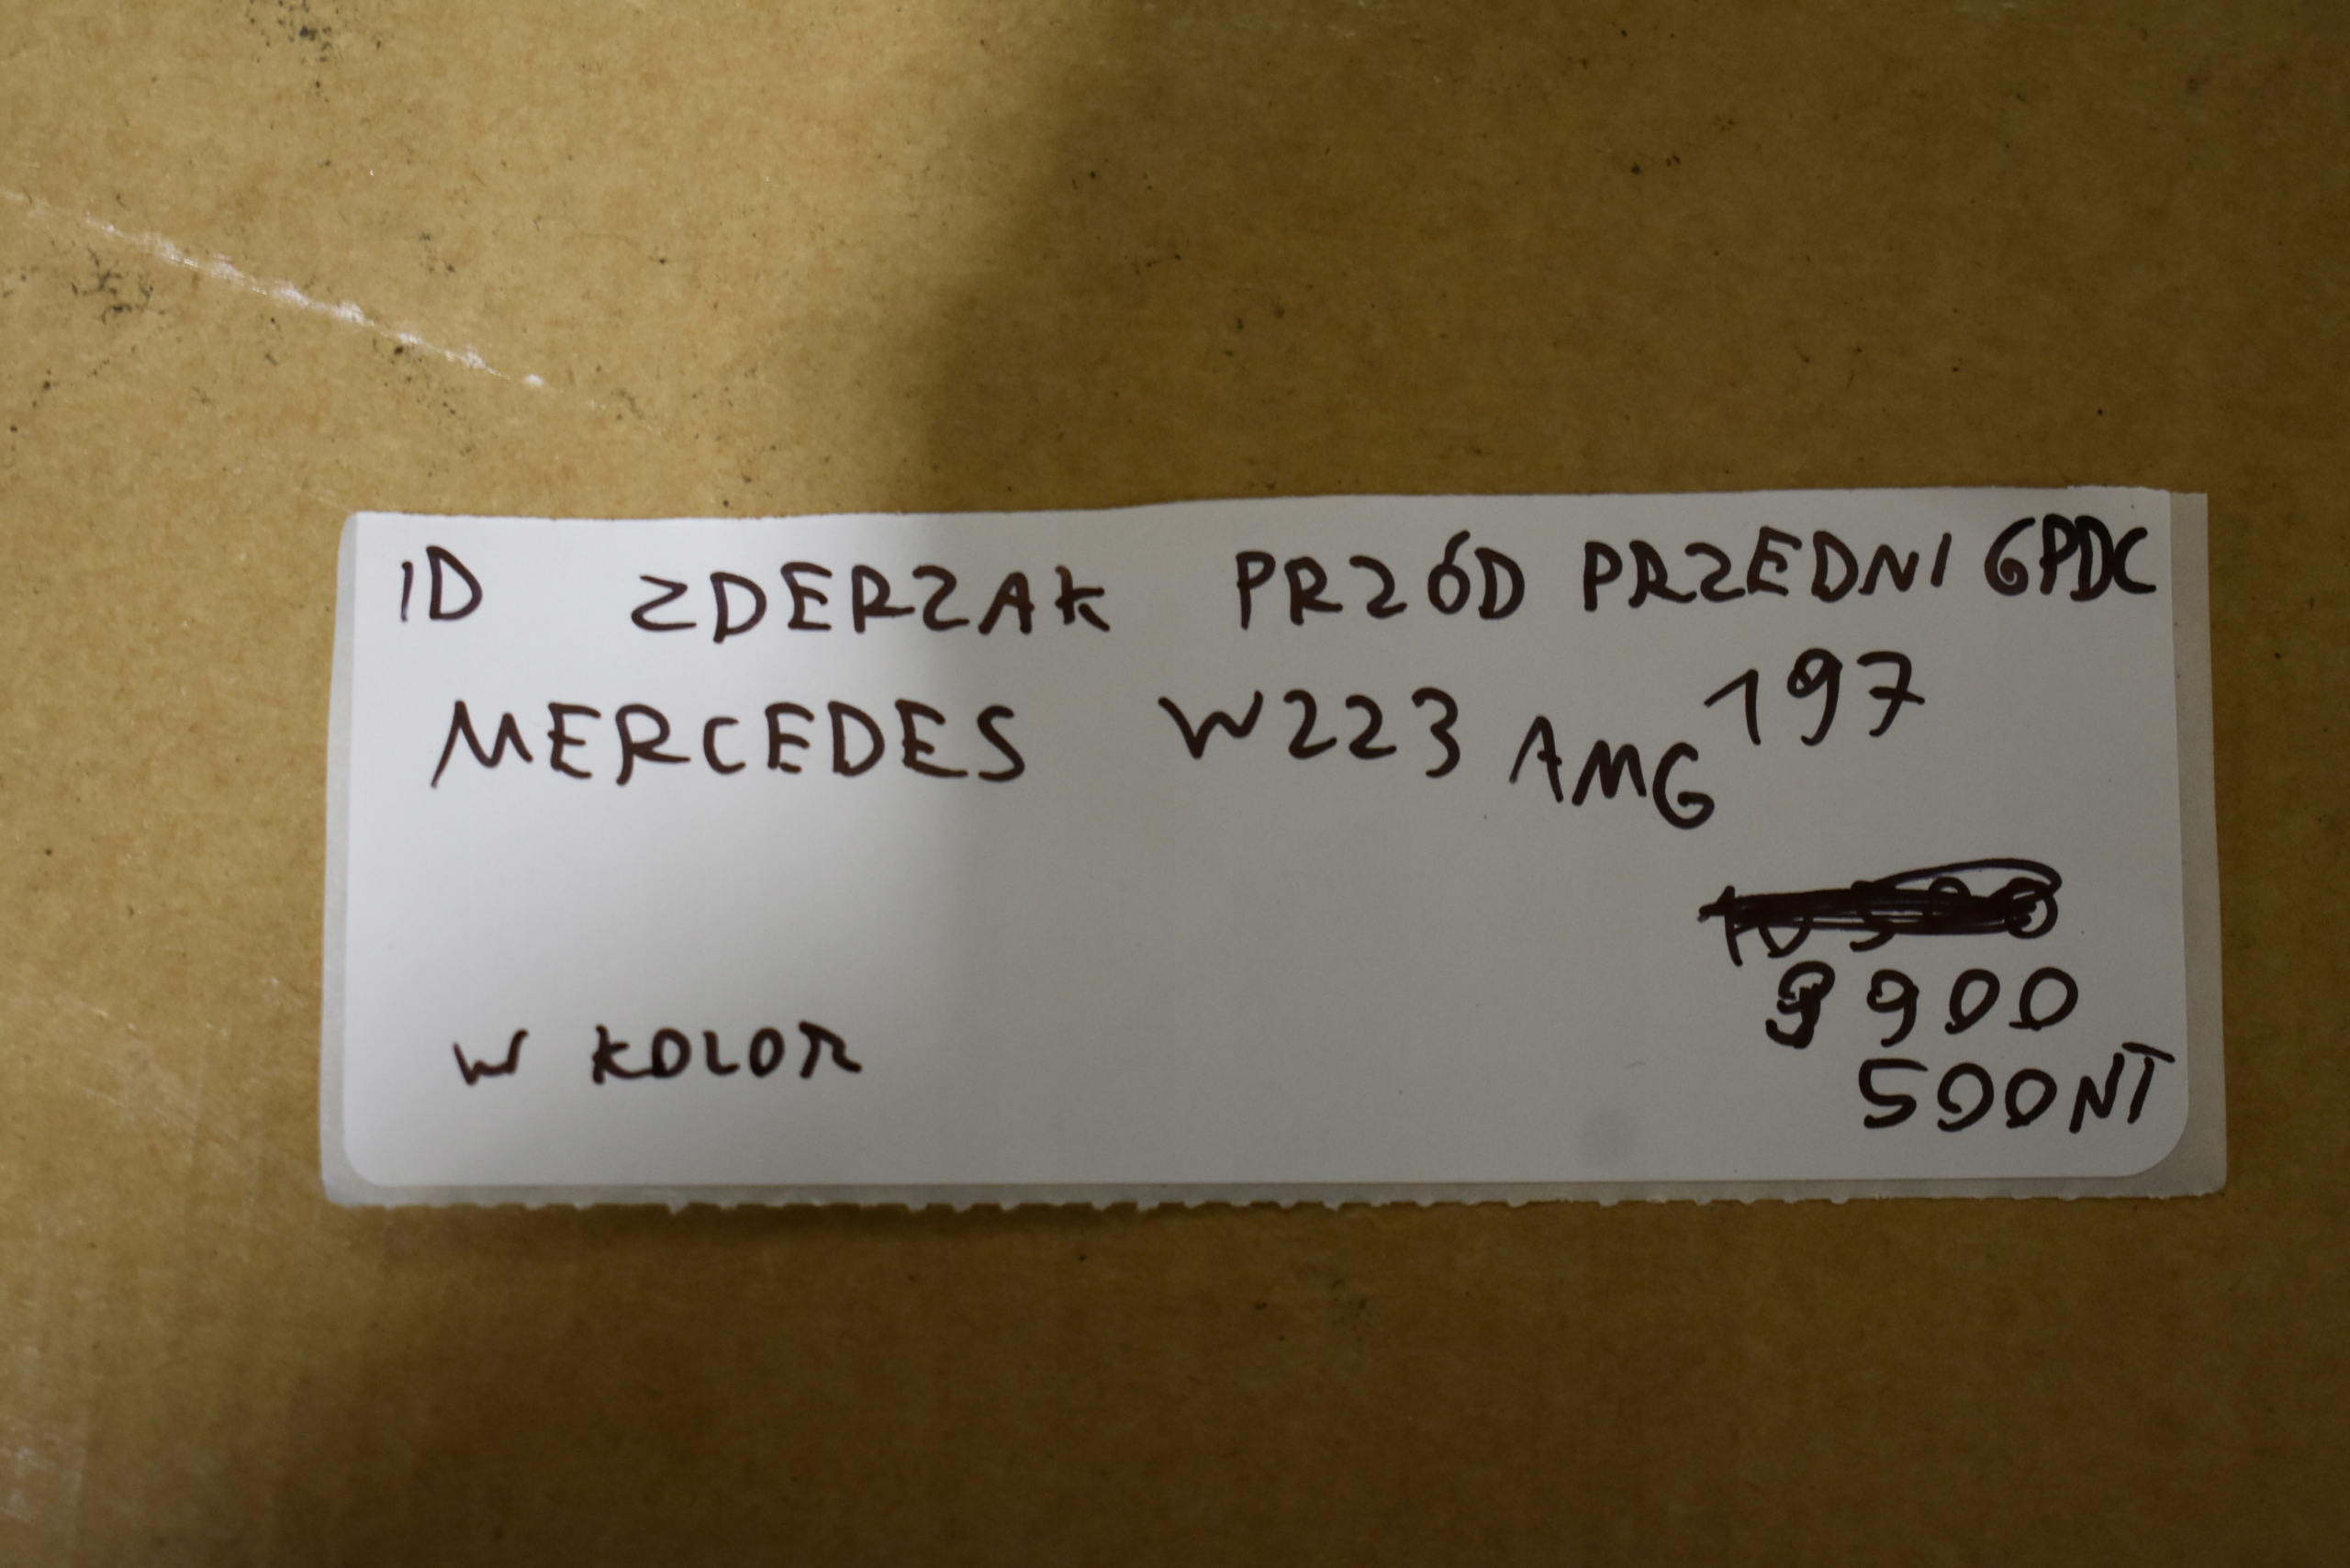 ID ZDERZAK PRZÓD PRZEDNI 6PDC
MERCEDES W223 AMG 197
9900
W KOLOR
500NT